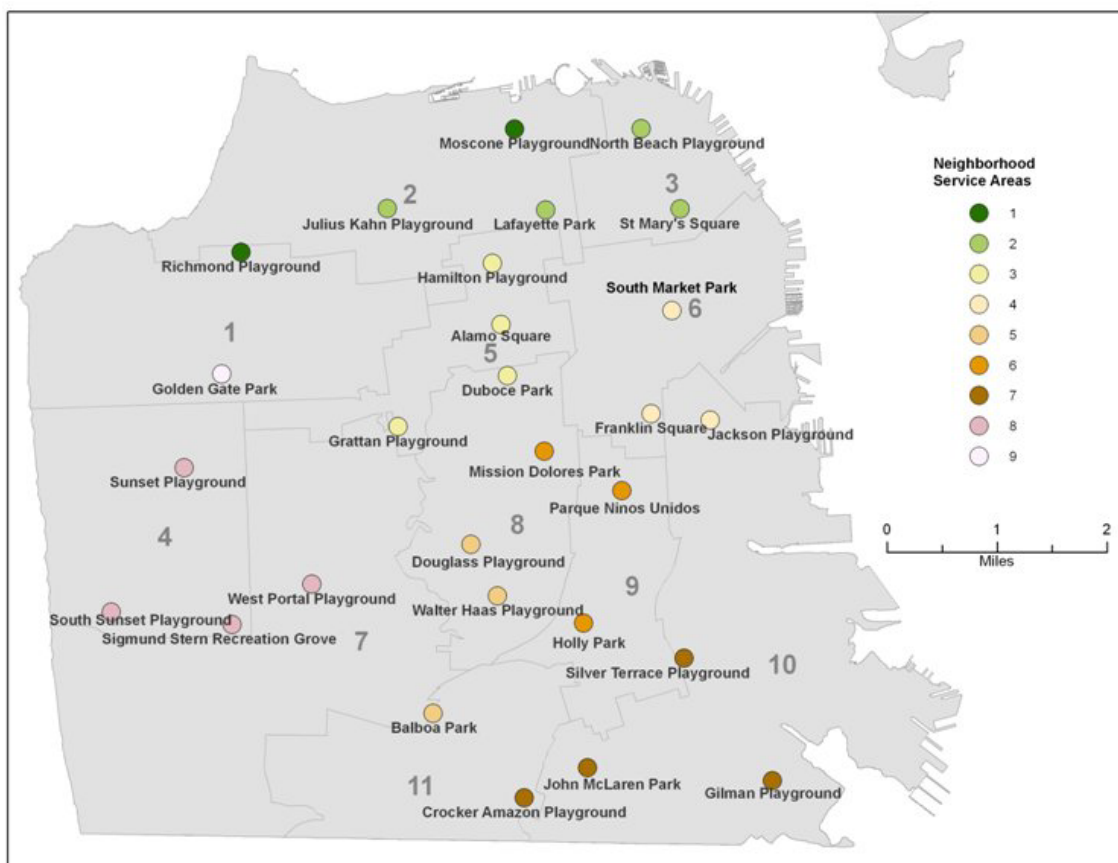 Moscone Playground
North Beach Playground
2
3
Julius Kahn Playground
Lafayette Park
St Mary's Square
Richmond Playground
Hamilton Playground
South Market Park
6
1
Alamo Square
5
Golden Gate Park
Duboce Park
Grattan Playground
Franklin Square
Jackson Playground
Mission Dolores Park
Sunset Playground
Parque Ninos Unidos
4
8
Douglass Playground
9
West Portal Playground
Walter Haas Playground
South Sunset Playground
Sigmund Stern Recreation Grove
7
Holly Park
Silver Terrace Playground
10
Balboa Park
11
John McLaren Park
Gilman Playground
Crocker Amazon Playground
Neighborhood
Service Areas
1
2
3
4
5
6
7
8
9
0 1 2
Miles